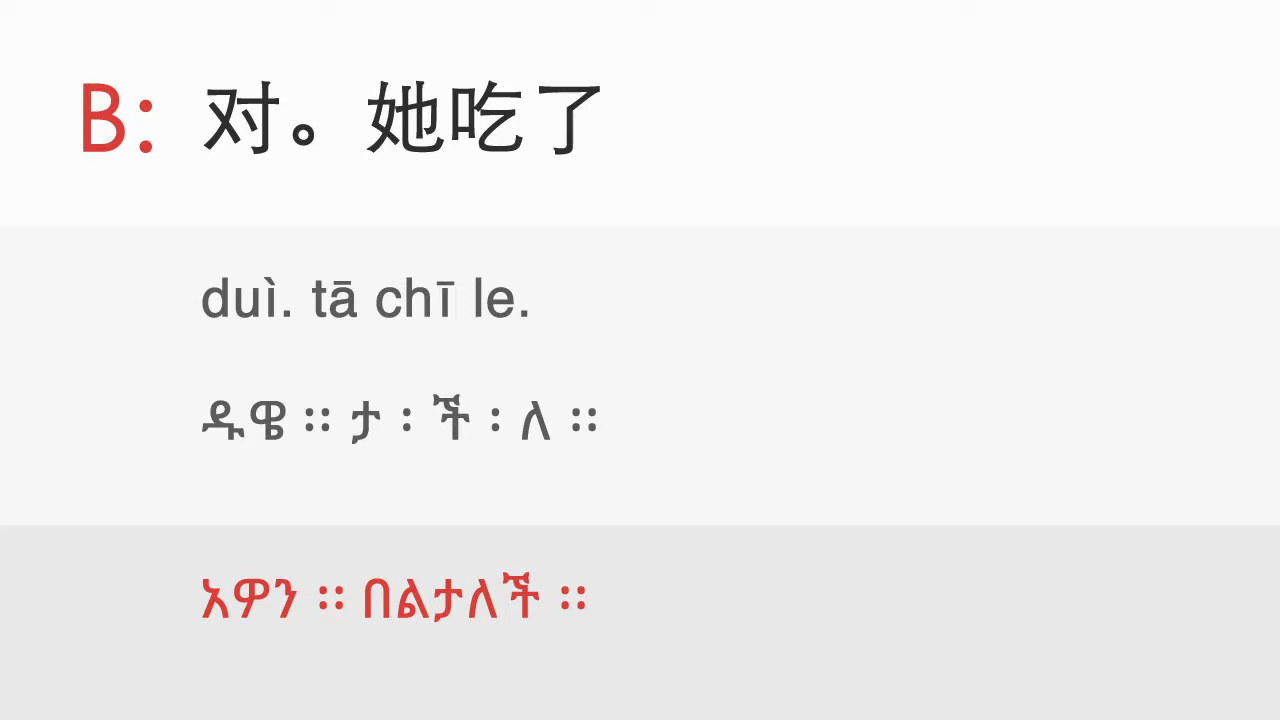 B: 对。她吃了
duì. tā chī le.
ዱዌ ። ታ ፡ ች ፡ ለ ።
አዎን ። በልታለች ።